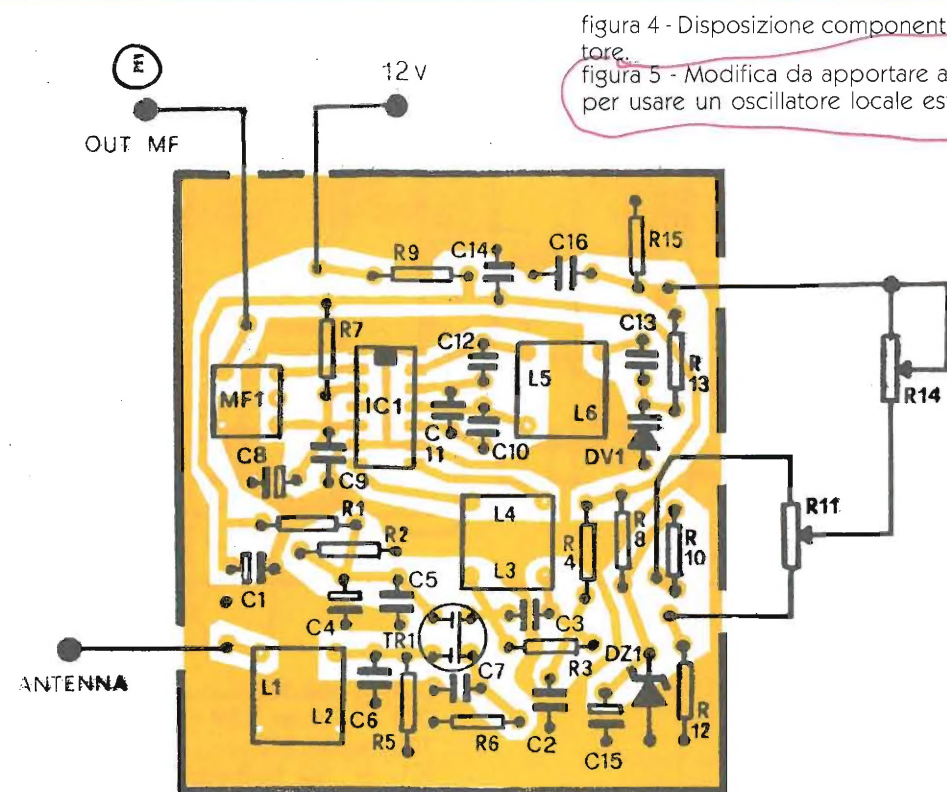 figura 4 - Disposizione component
tore.
figura 5 - Modifica da apportare a
per usare un oscillatore locale es
12 V
OUT MF
R15
C14
C16
R9
R7
C12
C13
R 13
R14
L5
MF1
IC1
L6
C 11
C10
DV1
C8
C9
L4
R11
R1
R 8
R 10
R 4
R2
L3
C5
C1
C4
C3
TR1
R3
DZ1
C7
ANTENNA
L1
L2
C6
R5
R6
C2
R 12
C15